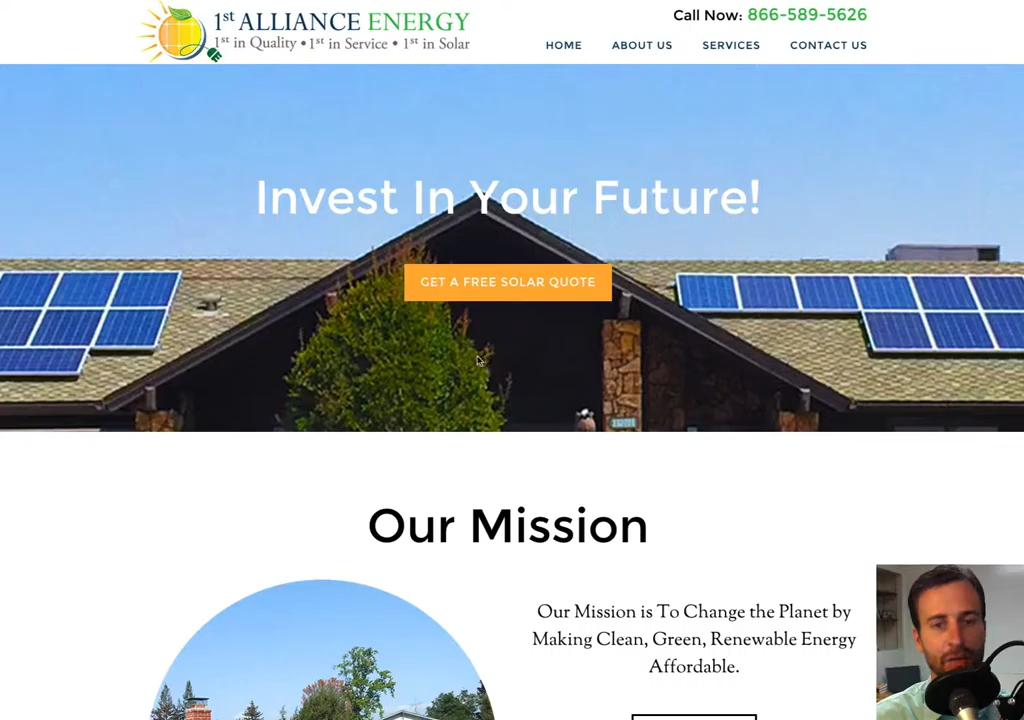 1st ALLIANCE ENERGY
1st in Quality • 1st in Service • 1st in Solar
Call Now: 866-589-5626
HOME ABOUT US SERVICES CONTACT US
Invest In Your Future!
GET A FREE SOLAR QUOTE
Our Mission
Our Mission is To Change the Planet by
Making Clean, Green, Renewable Energy
Affordable.